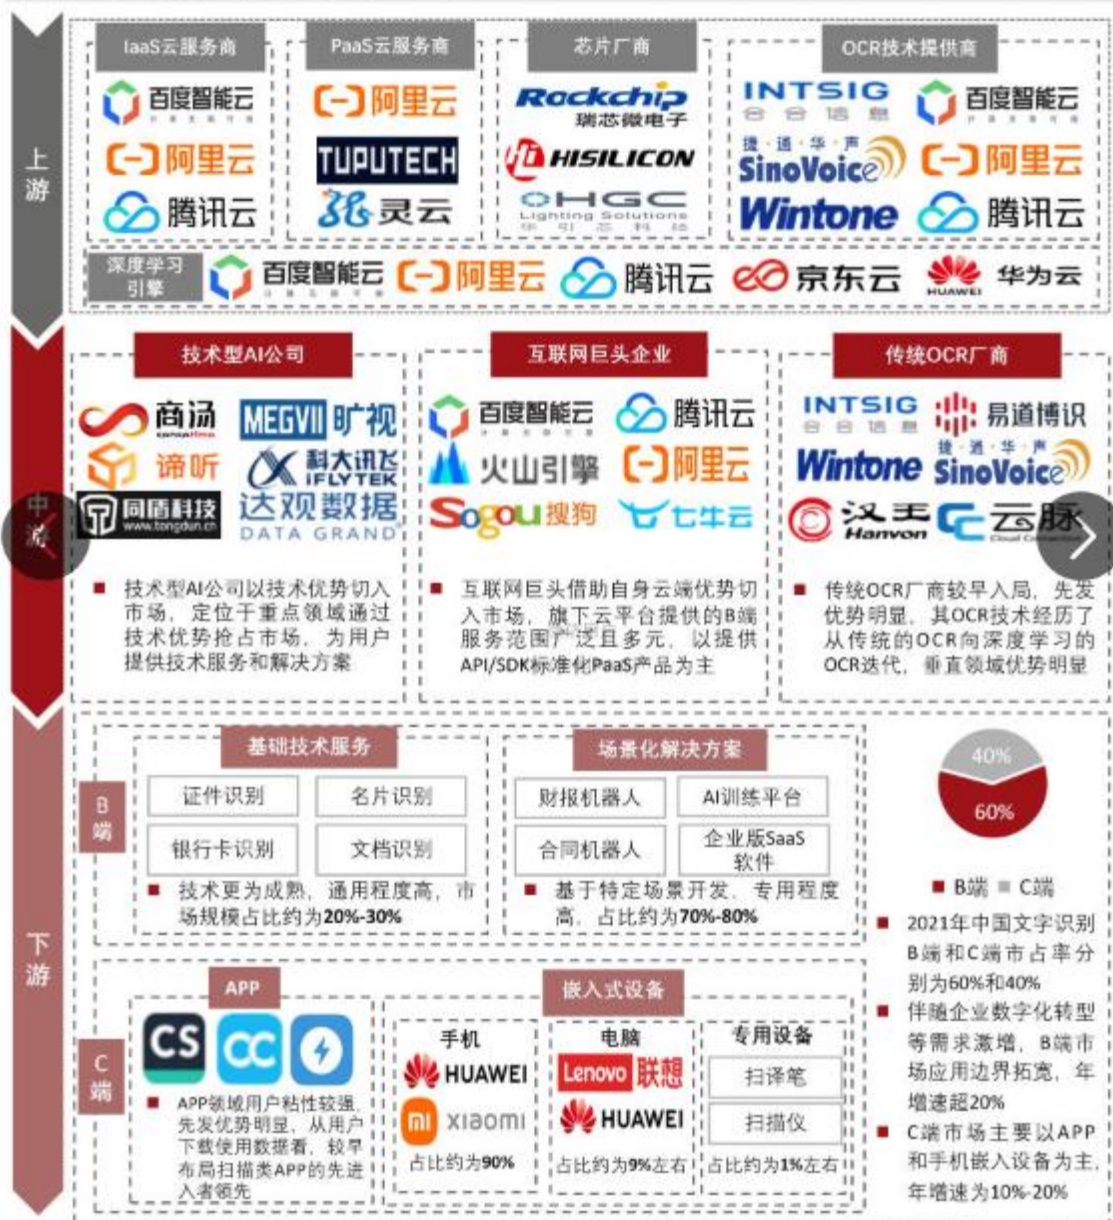 上游
IaaS云服务商
百度智能云
阿里云
腾讯云
PaaS云服务商
阿里云
TUPUTECH
灵云
芯片厂商
Rockchip
瑞芯微电子
HISILICON
HGC
Lighting Solutions
OCR技术提供商
INTSIG
合合信息
百度智能云
捷·通·华·声
SinoVoice
阿里云
Wintone
腾讯云
深度学习
引擎
百度智能云
阿里云
腾讯云
京东云
HUAWEI
华为云
中游
技术型AI公司
商汤
MEGVII旷视
谛听
科大讯飞
iFLYTEK
同盾科技
www.tongdun.cn
达观数据
DATA GRAND
技术型AI公司以技术优势切入
市场，定位于重点领域通过
技术优势抢占市场，为用户
提供技术服务和解决方案
互联网巨头企业
百度智能云
腾讯云
火山引擎
阿里云
Sogou搜狗
七牛云
互联网巨头借助自身云端优势切
入市场，旗下云平台提供的B端
服务范围广泛且多元，以提供
API/SDK标准化PaaS产品为主
传统OCR厂商
INTSIG
合合信息
易道博识
Wintone
捷·通·华·声
SinoVoice
汉王
Hanvon
云脉
传统OCR厂商较早入局，先发
优势明显，其OCR技术经历了
从传统的OCR向深度学习的
OCR迭代，垂直领域优势明显
下游
B端
基础技术服务
证件识别
名片识别
银行卡识别
文档识别
技术更为成熟，通用程度高，市
场规模占比约为20%-30%
场景化解决方案
财报机器人
AI训练平台
合同机器人
企业版SaaS
软件
基于特定场景开发，专用程度
高，占比约为70%-80%
C端
APP
CS
CC
APP领域用户粘性较强，
先发优势明显，从用户
下载使用数据看，较早
布局扫描类APP的先进
入者领先
嵌入式设备
手机
HUAWEI
xiaomi
占比约为90%
电脑
Lenovo联想
HUAWEI
占比约为9%左右
专用设备
扫译笔
扫描仪
占比约为1%左右
40%
60%
B端 C端
2021年中国文字识别
B端和C端市占率分
别为60%和40%
伴随企业数字化转型
等需求激增，B端市
场应用边界拓宽，年
增速超20%
C端市场主要以APP
和手机嵌入设备为主，
年增速为10%-20%